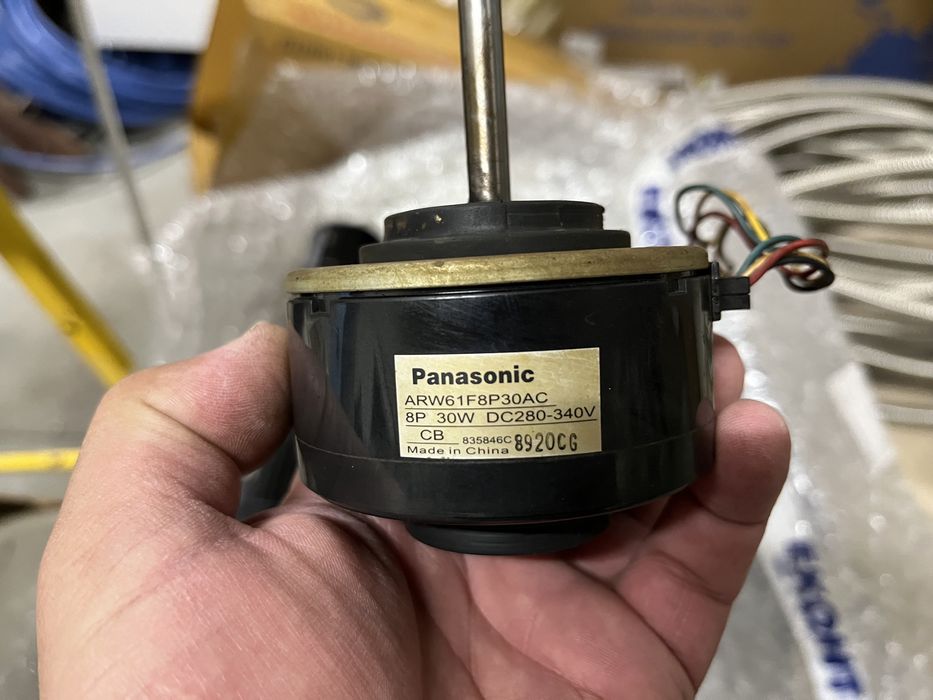 Panasonic
ARW61F8P30AC
8P 30W DC280-340V
CB 835846C 8920CG
Made in China